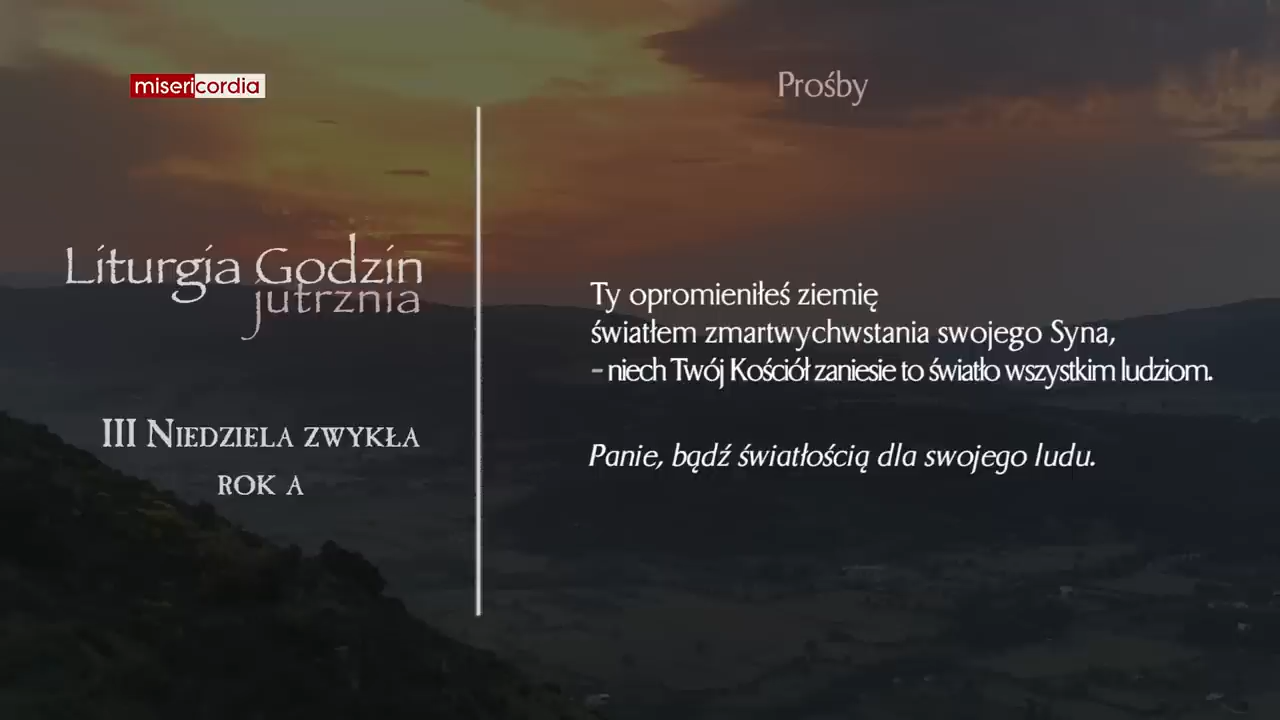 misericordia
Liturgia Godzin
jutrznia
III Niedziela zwykła
rok a
Prośby
Ty opromieniłeś ziemię
światłem zmartwychwstania swojego Syna,
- niech Twój Kościół zaniesie to światło wszystkim ludziom.
Panie, bądź światłością dla swojego ludu.